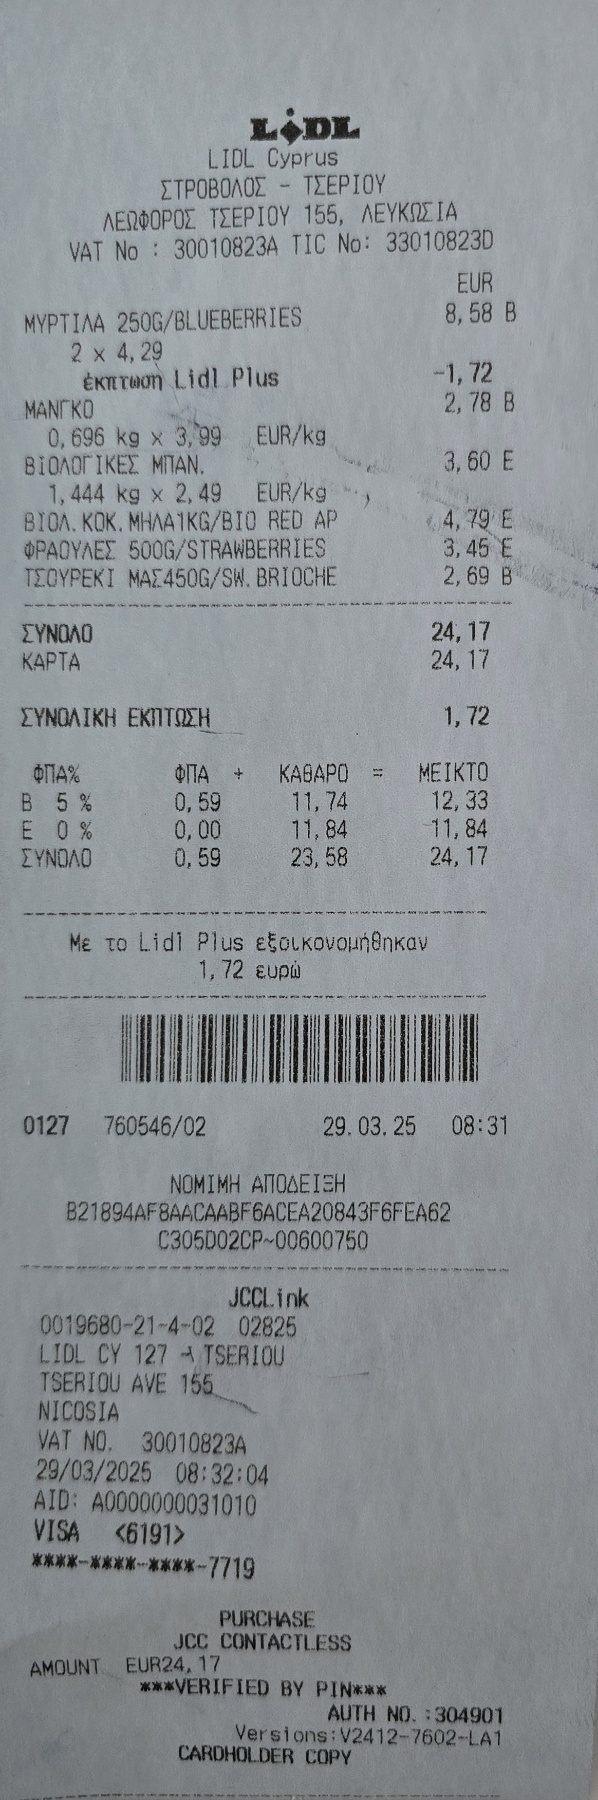 LIDL
LIDL Cyprus
ΣΤΡΟΒΟΛΟΣ - ΤΣΕΡΙΟΥ
ΛΕΩΦΟΡΟΣ ΤΣΕΡΙΟΥ 155, ΛΕΥΚΩΣΙΑ
VAT No : 30010823A TIC No: 33010823D
EUR
ΜΥΡΤΙΛΑ 250G/BLUEBERRIES 8,58 B
2 x 4,29
έκπτωση Lidl Plus -1,72
ΜΑΝΓΚΟ 2,78 B
0,696 kg x 3,99 EUR/kg
ΒΙΟΛΟΓΙΚΕΣ ΜΠΑΝ. 3,60 E
1,444 kg x 2,49 EUR/kg
ΒΙΟΛ.ΚΟΚ.ΜΗΛΑ1KG/BIO RED AP 4,79 E
ΦΡΑΟΥΛΕΣ 500G/STRAWBERRIES 3,45 E
ΤΣΟΥΡΕΚΙ ΜΑΣ450G/SW.BRIOCHE 2,69 B
ΣΥΝΟΛΟ 24,17
ΚΑΡΤΑ 24,17
ΣΥΝΟΛΙΚΗ ΕΚΠΤΩΣΗ 1,72
ΦΠΑ% ΦΠΑ + ΚΑΘΑΡΟ = ΜΕΙΚΤΟ
B 5 % 0,59 11,74 12,33
E 0 % 0,00 11,84 11,84
ΣΥΝΟΛΟ 0,59 23,58 24,17
Με το Lidl Plus εξοικονομήθηκαν
1,72 ευρώ
0127 760546/02 29.03.25 08:31
ΝΟΜΙΜΗ ΑΠΟΔΕΙΞΗ
B21894AF8AACAABF6ACEA20843F6FEA62
C305D02CP~00600750
JCCLink
0019680-21-4-02 02825
LIDL CY 127 - TSERIOU
TSERIOU AVE 155
NICOSIA
VAT NO. 30010823A
29/03/2025 08:32:04
AID: A0000000031010
VISA <6191>
****-****-****-7719
PURCHASE
JCC CONTACTLESS
AMOUNT EUR24,17
***VERIFIED BY PIN***
AUTH NO.:304901
Versions:V2412-7602-LA1
CARDHOLDER COPY